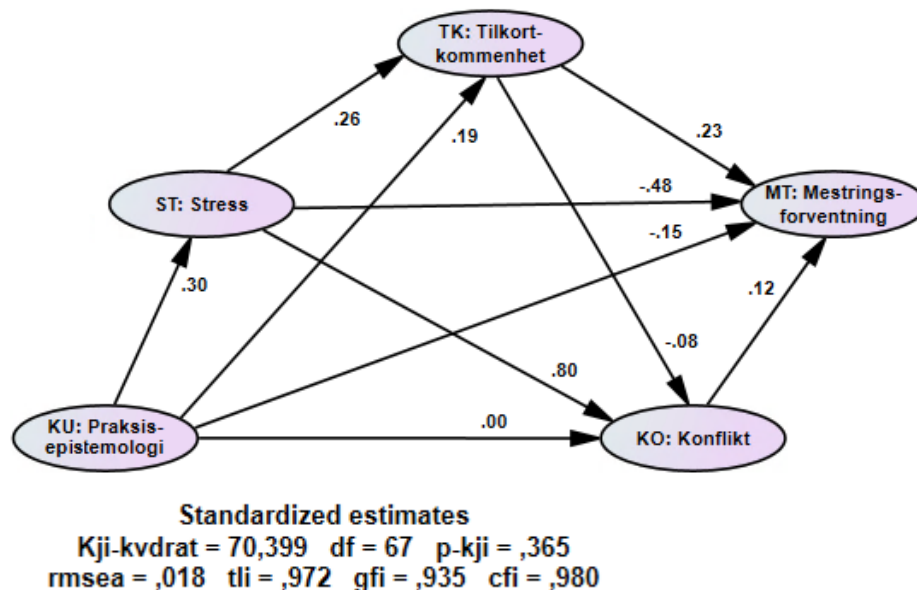 TK: Tilkort-
kommenhet
.26
.19
.23
ST: Stress
-.48
MT: Mestrings-
forventning
-.15
.30
.12
-.08
.80
KU: Praksis-
epistemologi
.00
KO: Konflikt
Standardized estimates
Kji-kvdrat = 70,399 df = 67 p-kji = ,365
rmsea = ,018 tli = ,972 gfi = ,935 cfi = ,980